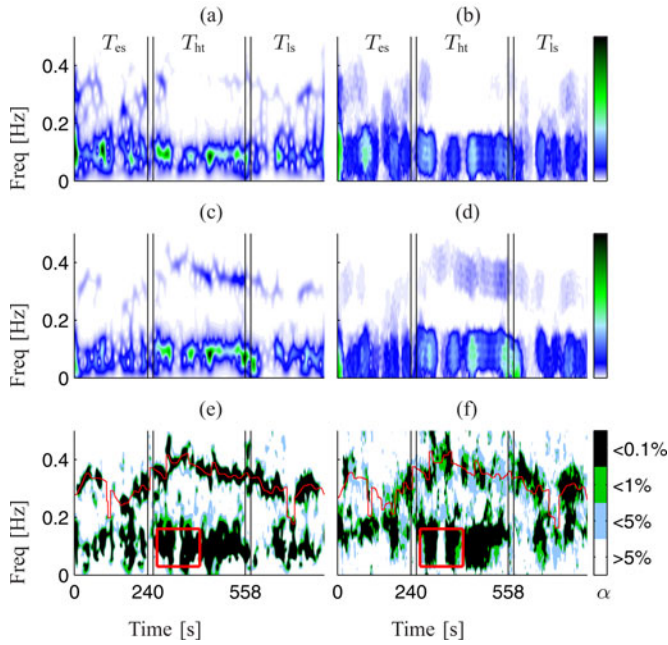 (a) (b)
T_es T_ht T_ls T_es T_ht T_ls
0.4
0.2
0
Freq [Hz]
(c) (d)
0.4
0.2
0
Freq [Hz]
(e) (f)
0.4
0.2
0
Freq [Hz]
<0.1%
<1%
<5%
>5%
0 240 558 0 240 558 α
Time [s] Time [s]